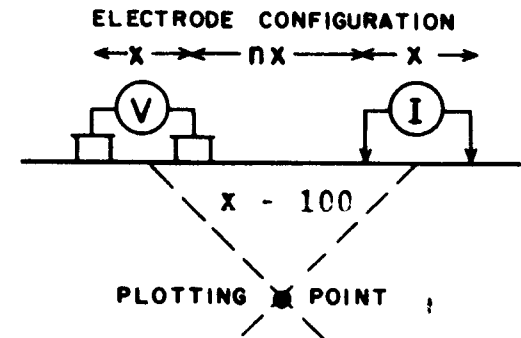 ELECTRODE CONFIGURATION
x nx x
V I
x - 100
PLOTTING POINT